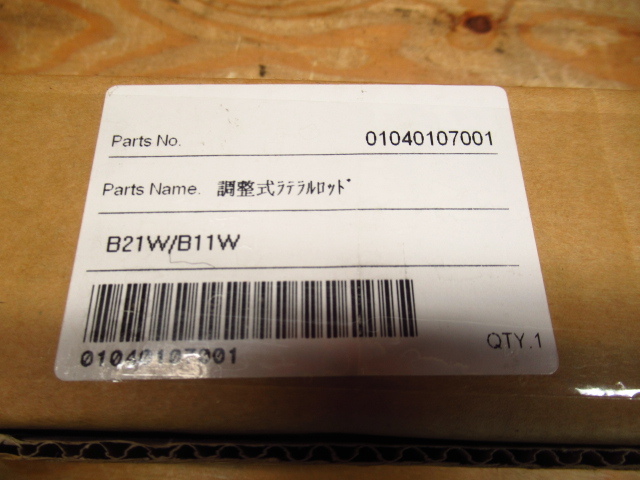 Parts No. 01040107001
Parts Name. 調整式ﾗﾃﾗﾙﾛｯﾄﾞ
B21W/B11W
01040107001
QTY.1